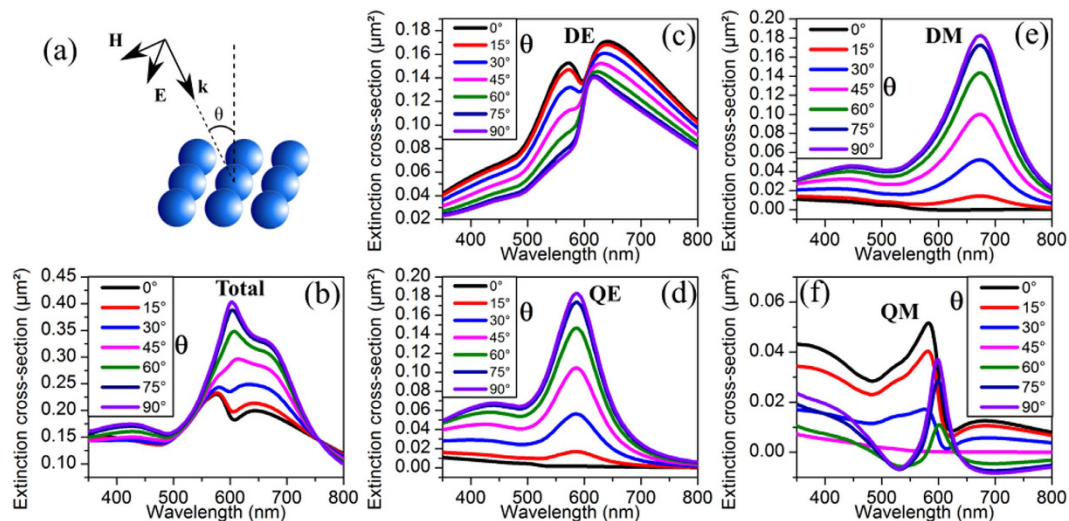 (a)
H
E
k
θ
Extinction cross-section (μm²)
0.18
0.16
0.14
0.12
0.10
0.08
0.06
0.04
0.02
0°
15°
30°
45°
60°
75°
90°
θ
DE
(c)
400 500 600 700 800
Wavelength (nm)
Extinction cross-section (μm²)
0.20
0.18
0.16
0.14
0.12
0.10
0.08
0.06
0.04
0.02
0.00
0°
15°
30°
45°
60°
75°
90°
θ
DM
(e)
400 500 600 700 800
Wavelength (nm)
Extinction cross-section (μm²)
0.45
0.40
0.35
0.30
0.25
0.20
0.15
0.10
0°
15°
30°
45°
60°
75°
90°
θ
Total
(b)
400 500 600 700 800
Wavelength (nm)
Extinction cross-section (μm²)
0.20
0.18
0.16
0.14
0.12
0.10
0.08
0.06
0.04
0.02
0.00
0°
15°
30°
45°
60°
75°
90°
θ
QE
(d)
400 500 600 700 800
Wavelength (nm)
Extinction cross-section (μm²)
0.06
0.04
0.02
0.00
(f)
QM
θ
0°
15°
30°
45°
60°
75°
90°
400 500 600 700 800
Wavelength (nm)